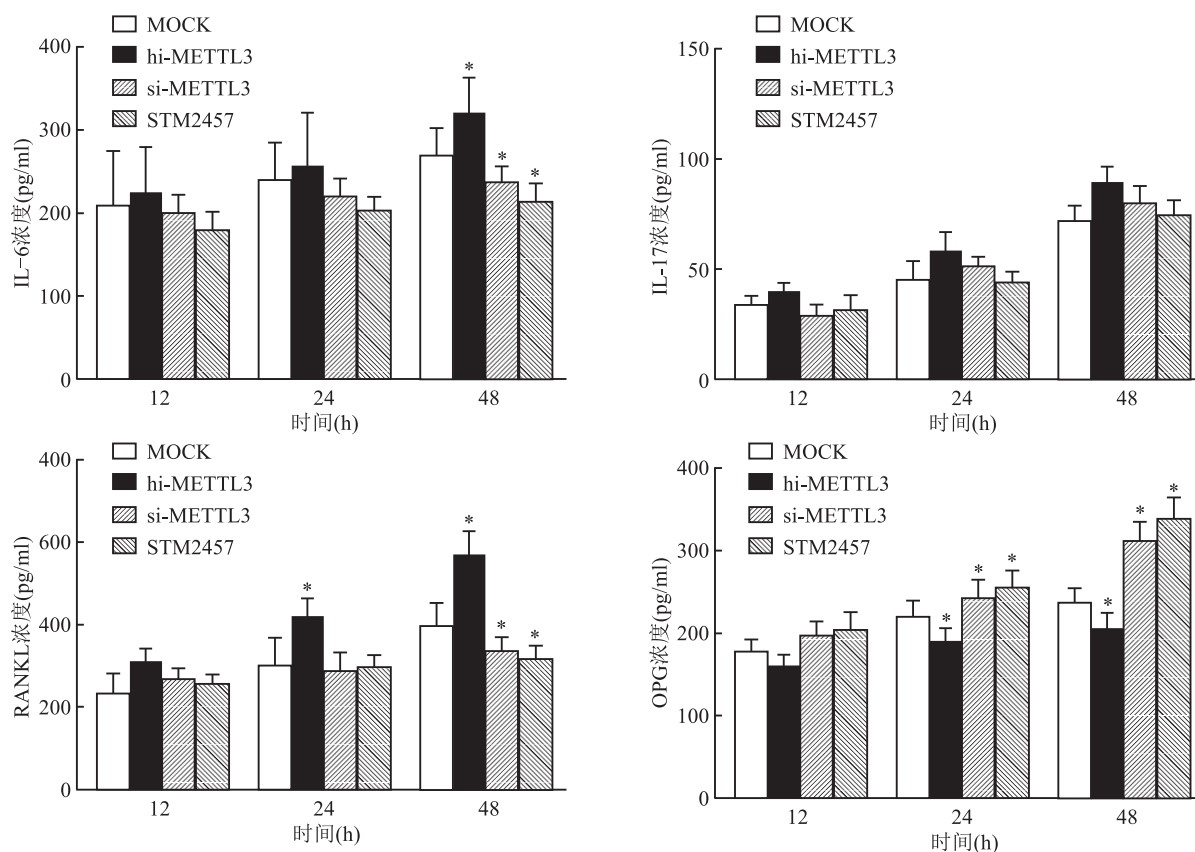 MOCK
hi-METTL3
si-METTL3
STM2457
400
300
200
100
0
IL-6浓度(pg/ml)
*
*
*
12
24
48
时间(h)
MOCK
hi-METTL3
si-METTL3
STM2457
150
100
50
0
IL-17浓度(pg/ml)
12
24
48
时间(h)
MOCK
hi-METTL3
si-METTL3
STM2457
400
600
400
200
0
RANKL浓度(pg/ml)
*
*
*
*
12
24
48
时间(h)
MOCK
hi-METTL3
si-METTL3
STM2457
400
300
200
100
0
OPG浓度(pg/ml)
*
*
*
*
*
*
12
24
48
时间(h)